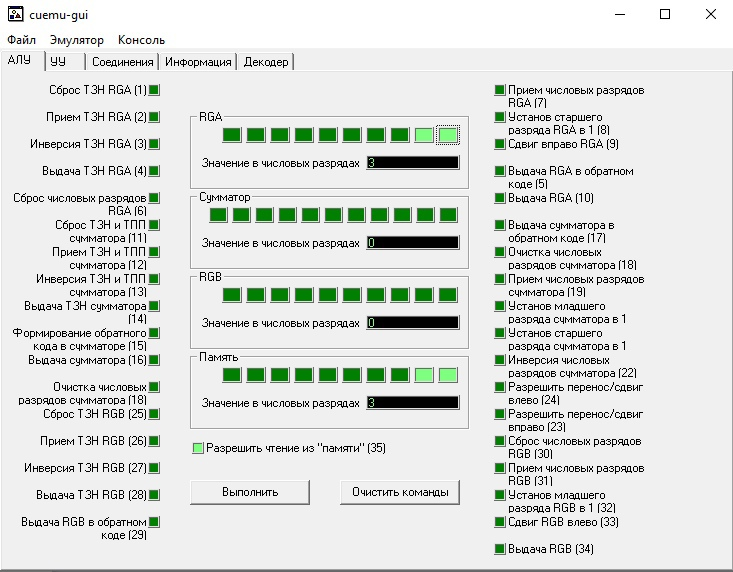 cuemu-gui
Файл Эмулятор Консоль
АЛУ УУ Соединения Информация Декодер
Сброс ТЗН RGA (1)
Прием ТЗН RGA (2)
Инверсия ТЗН RGA (3)
Выдача ТЗН RGA (4)
Сброс числовых разрядов
RGA (6)
Сброс ТЗН и ТПП
сумматора (11)
Прием ТЗН и ТПП
сумматора (12)
Инверсия ТЗН и ТПП
сумматора (13)
Выдача ТЗН сумматора
(14)
Формирование обратного
кода в сумматоре (15)
Выдача сумматора (16)
Очистка числовых
разрядов сумматора (18)
Сброс ТЗН RGB (25)
Прием ТЗН RGB (26)
Инверсия ТЗН RGB (27)
Выдача ТЗН RGB (28)
Выдача RGB в обратном
коде (29)
RGA
Значение в числовых разрядах 3
Сумматор
Значение в числовых разрядах 0
RGB
Значение в числовых разрядах 0
Память
Значение в числовых разрядах 3
Разрешить чтение из "памяти" (35)
Выполнить Очистить команды
Прием числовых разрядов
RGA (7)
Установ старшего
разряда RGA в 1 (8)
Сдвиг вправо RGA (9)
Выдача RGA в обратном
коде (5)
Выдача RGA (10)
Выдача сумматора в
обратном коде (17)
Очистка числовых
разрядов сумматора (18)
Прием числовых разрядов
сумматора (19)
Установ младшего
разряда сумматора в 1
Установ старшего
разряда сумматора в 1
Инверсия числовых
разрядов сумматора (22)
Разрешить перенос/сдвиг
влево (24)
Разрешить перенос/сдвиг
вправо (23)
Сброс числовых разрядов
RGB (30)
Прием числовых разрядов
RGB (31)
Установ младшего
разряда RGB в 1 (32)
Сдвиг RGB влево (33)
Выдача RGB (34)